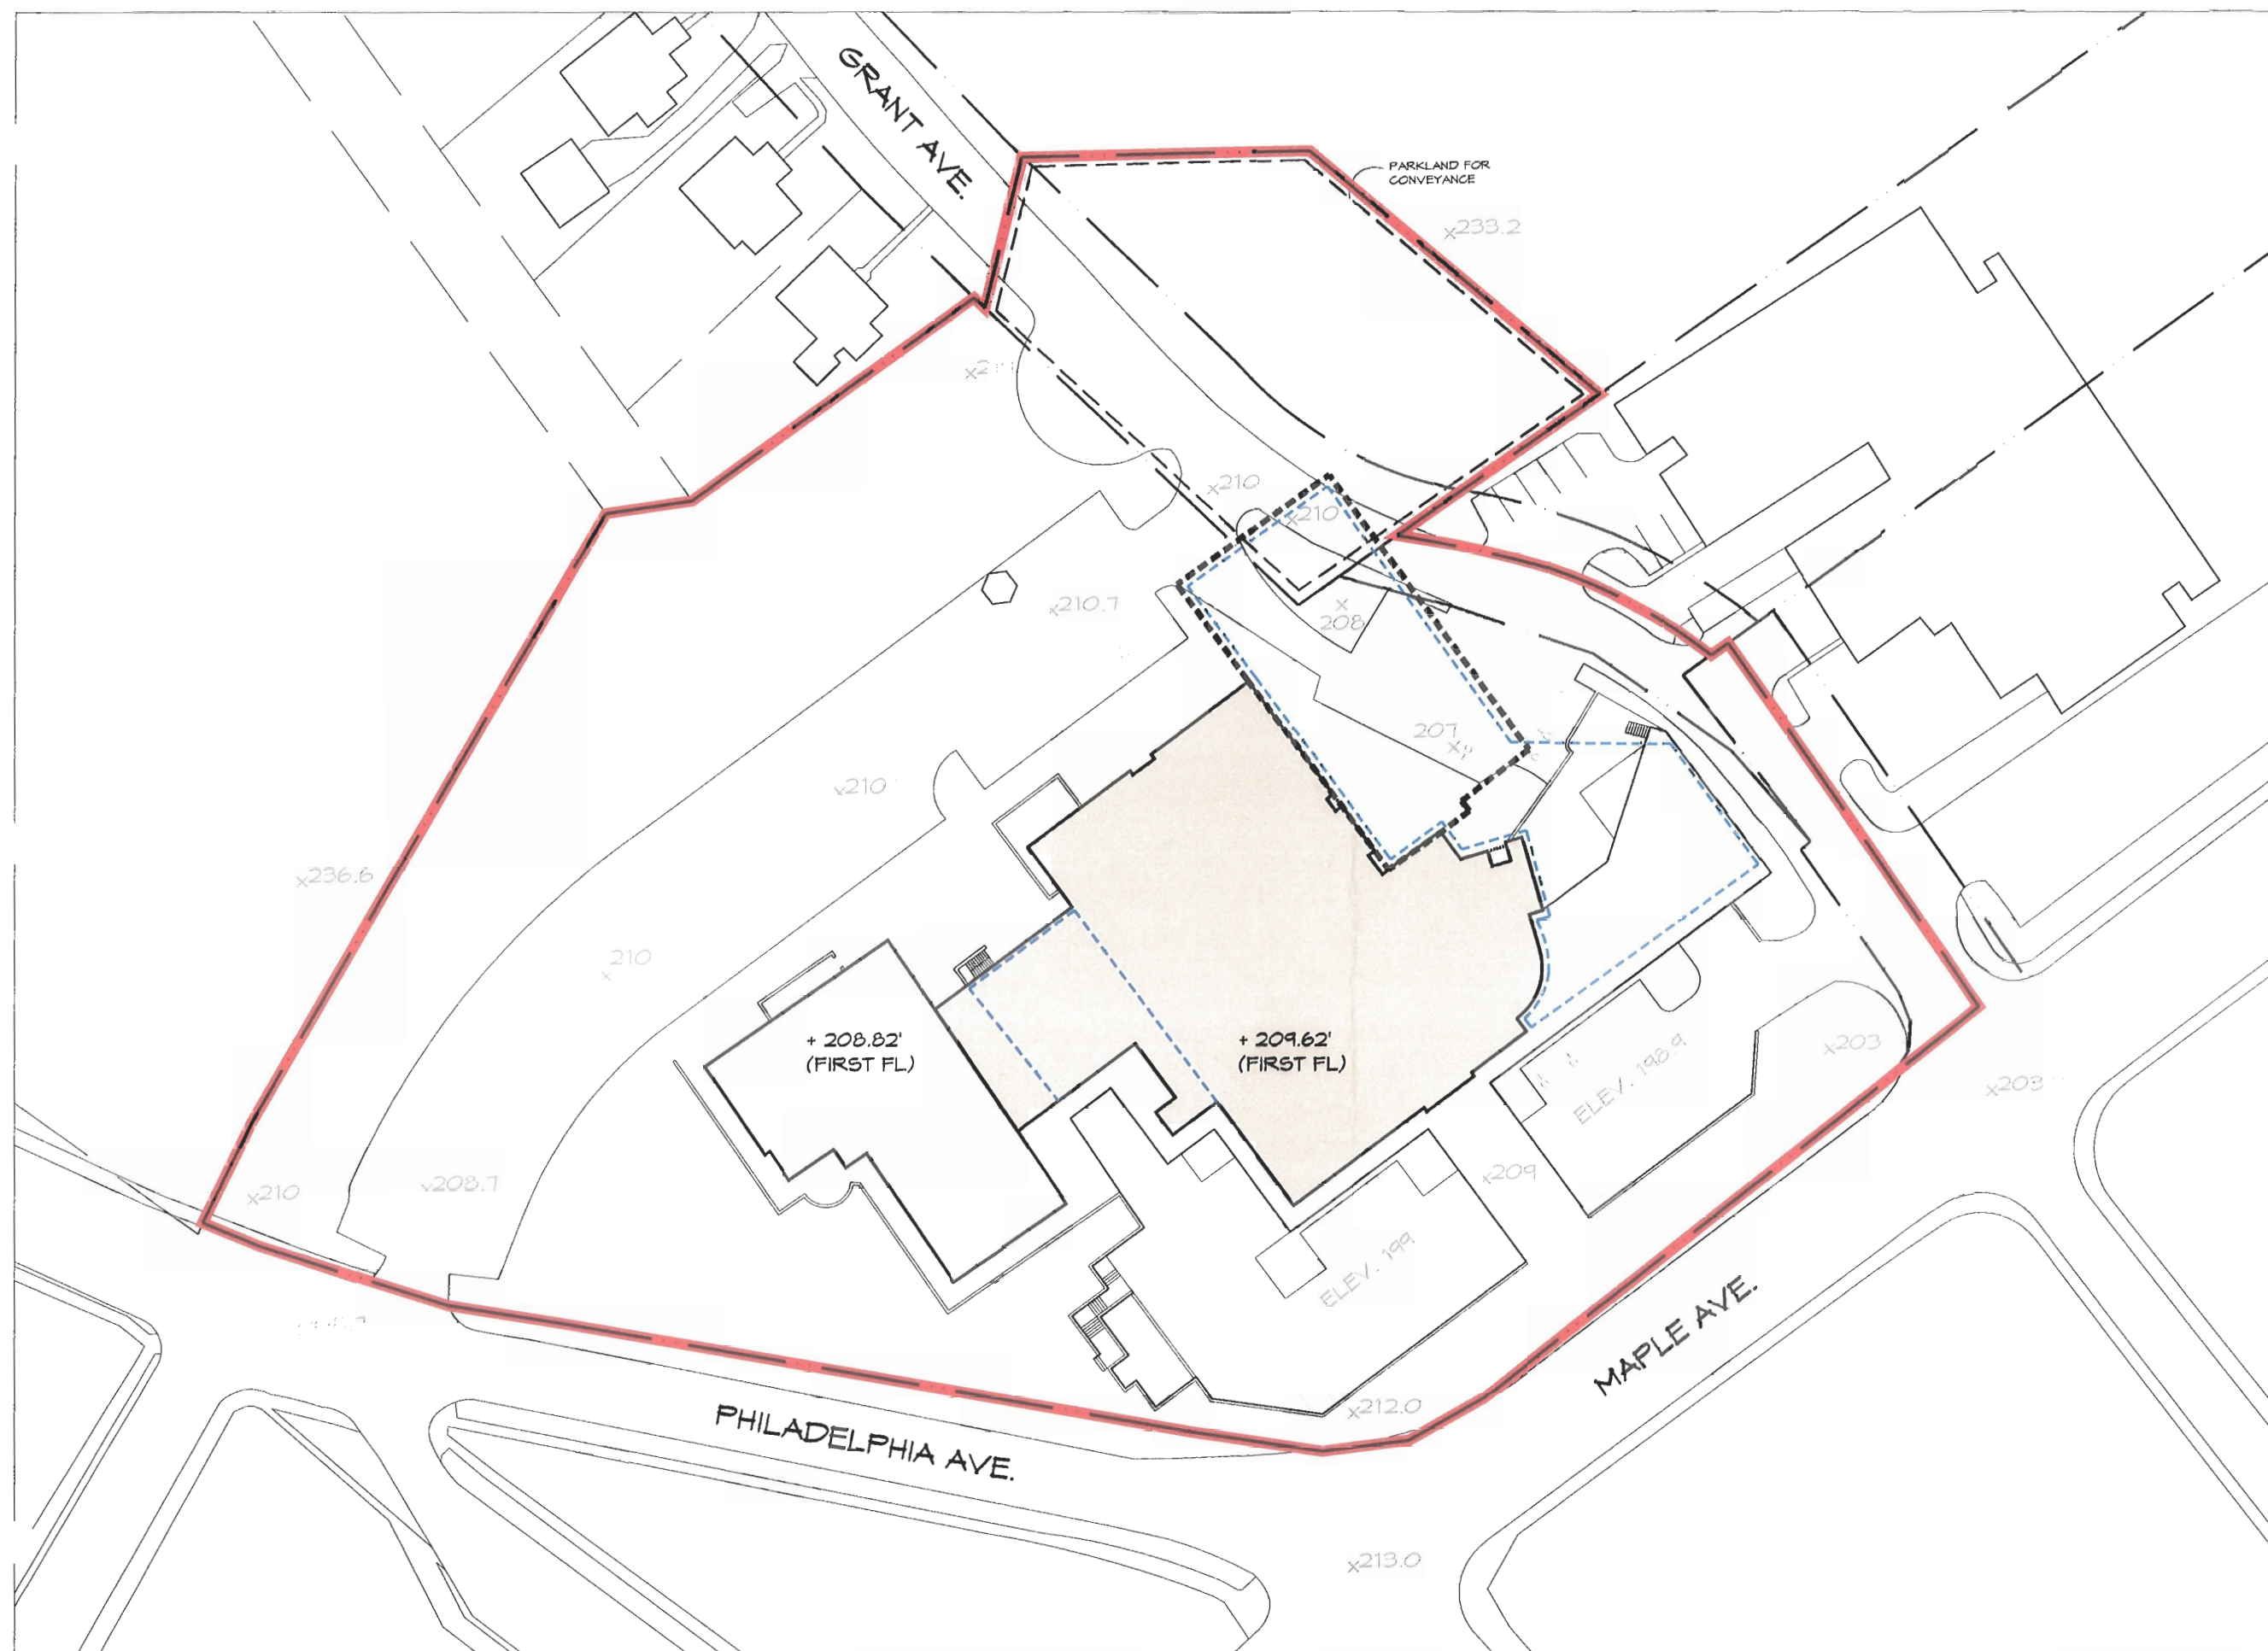 GRANT AVE.
PARKLAND FOR
CONVEYANCE
x233.2
x210
x210
x210.7
x
208
207
x210
x236.6
x210
+ 208.82'
(FIRST FL)
+ 209.62'
(FIRST FL)
ELEV. 198.9
x203
x203
x210
x208.7
x209
ELEV. 199
MAPLE AVE.
x212.0
PHILADELPHIA AVE.
x213.0